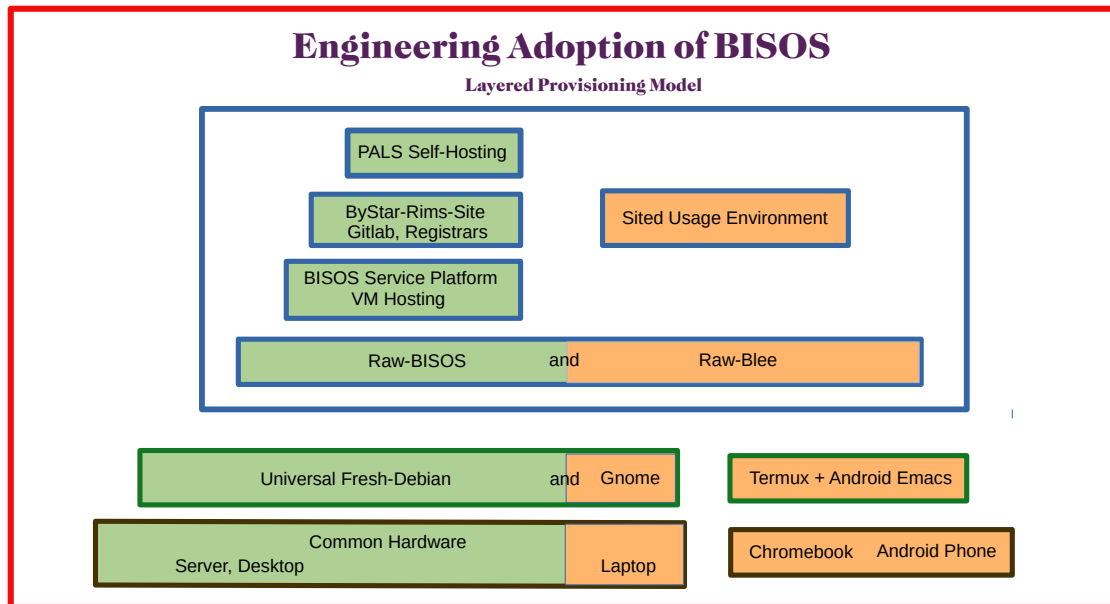 Engineering Adoption of BISOS
Layered Provisioning Model
PALS Self-Hosting
ByStar-Rims-Site
Gitlab, Registrars
Sited Usage Environment
BISOS Service Platform
VM Hosting
Raw-BISOS and Raw-Blee
Universal Fresh-Debian and Gnome
Termux + Android Emacs
Common Hardware
Server, Desktop
Laptop
Chromebook Android Phone